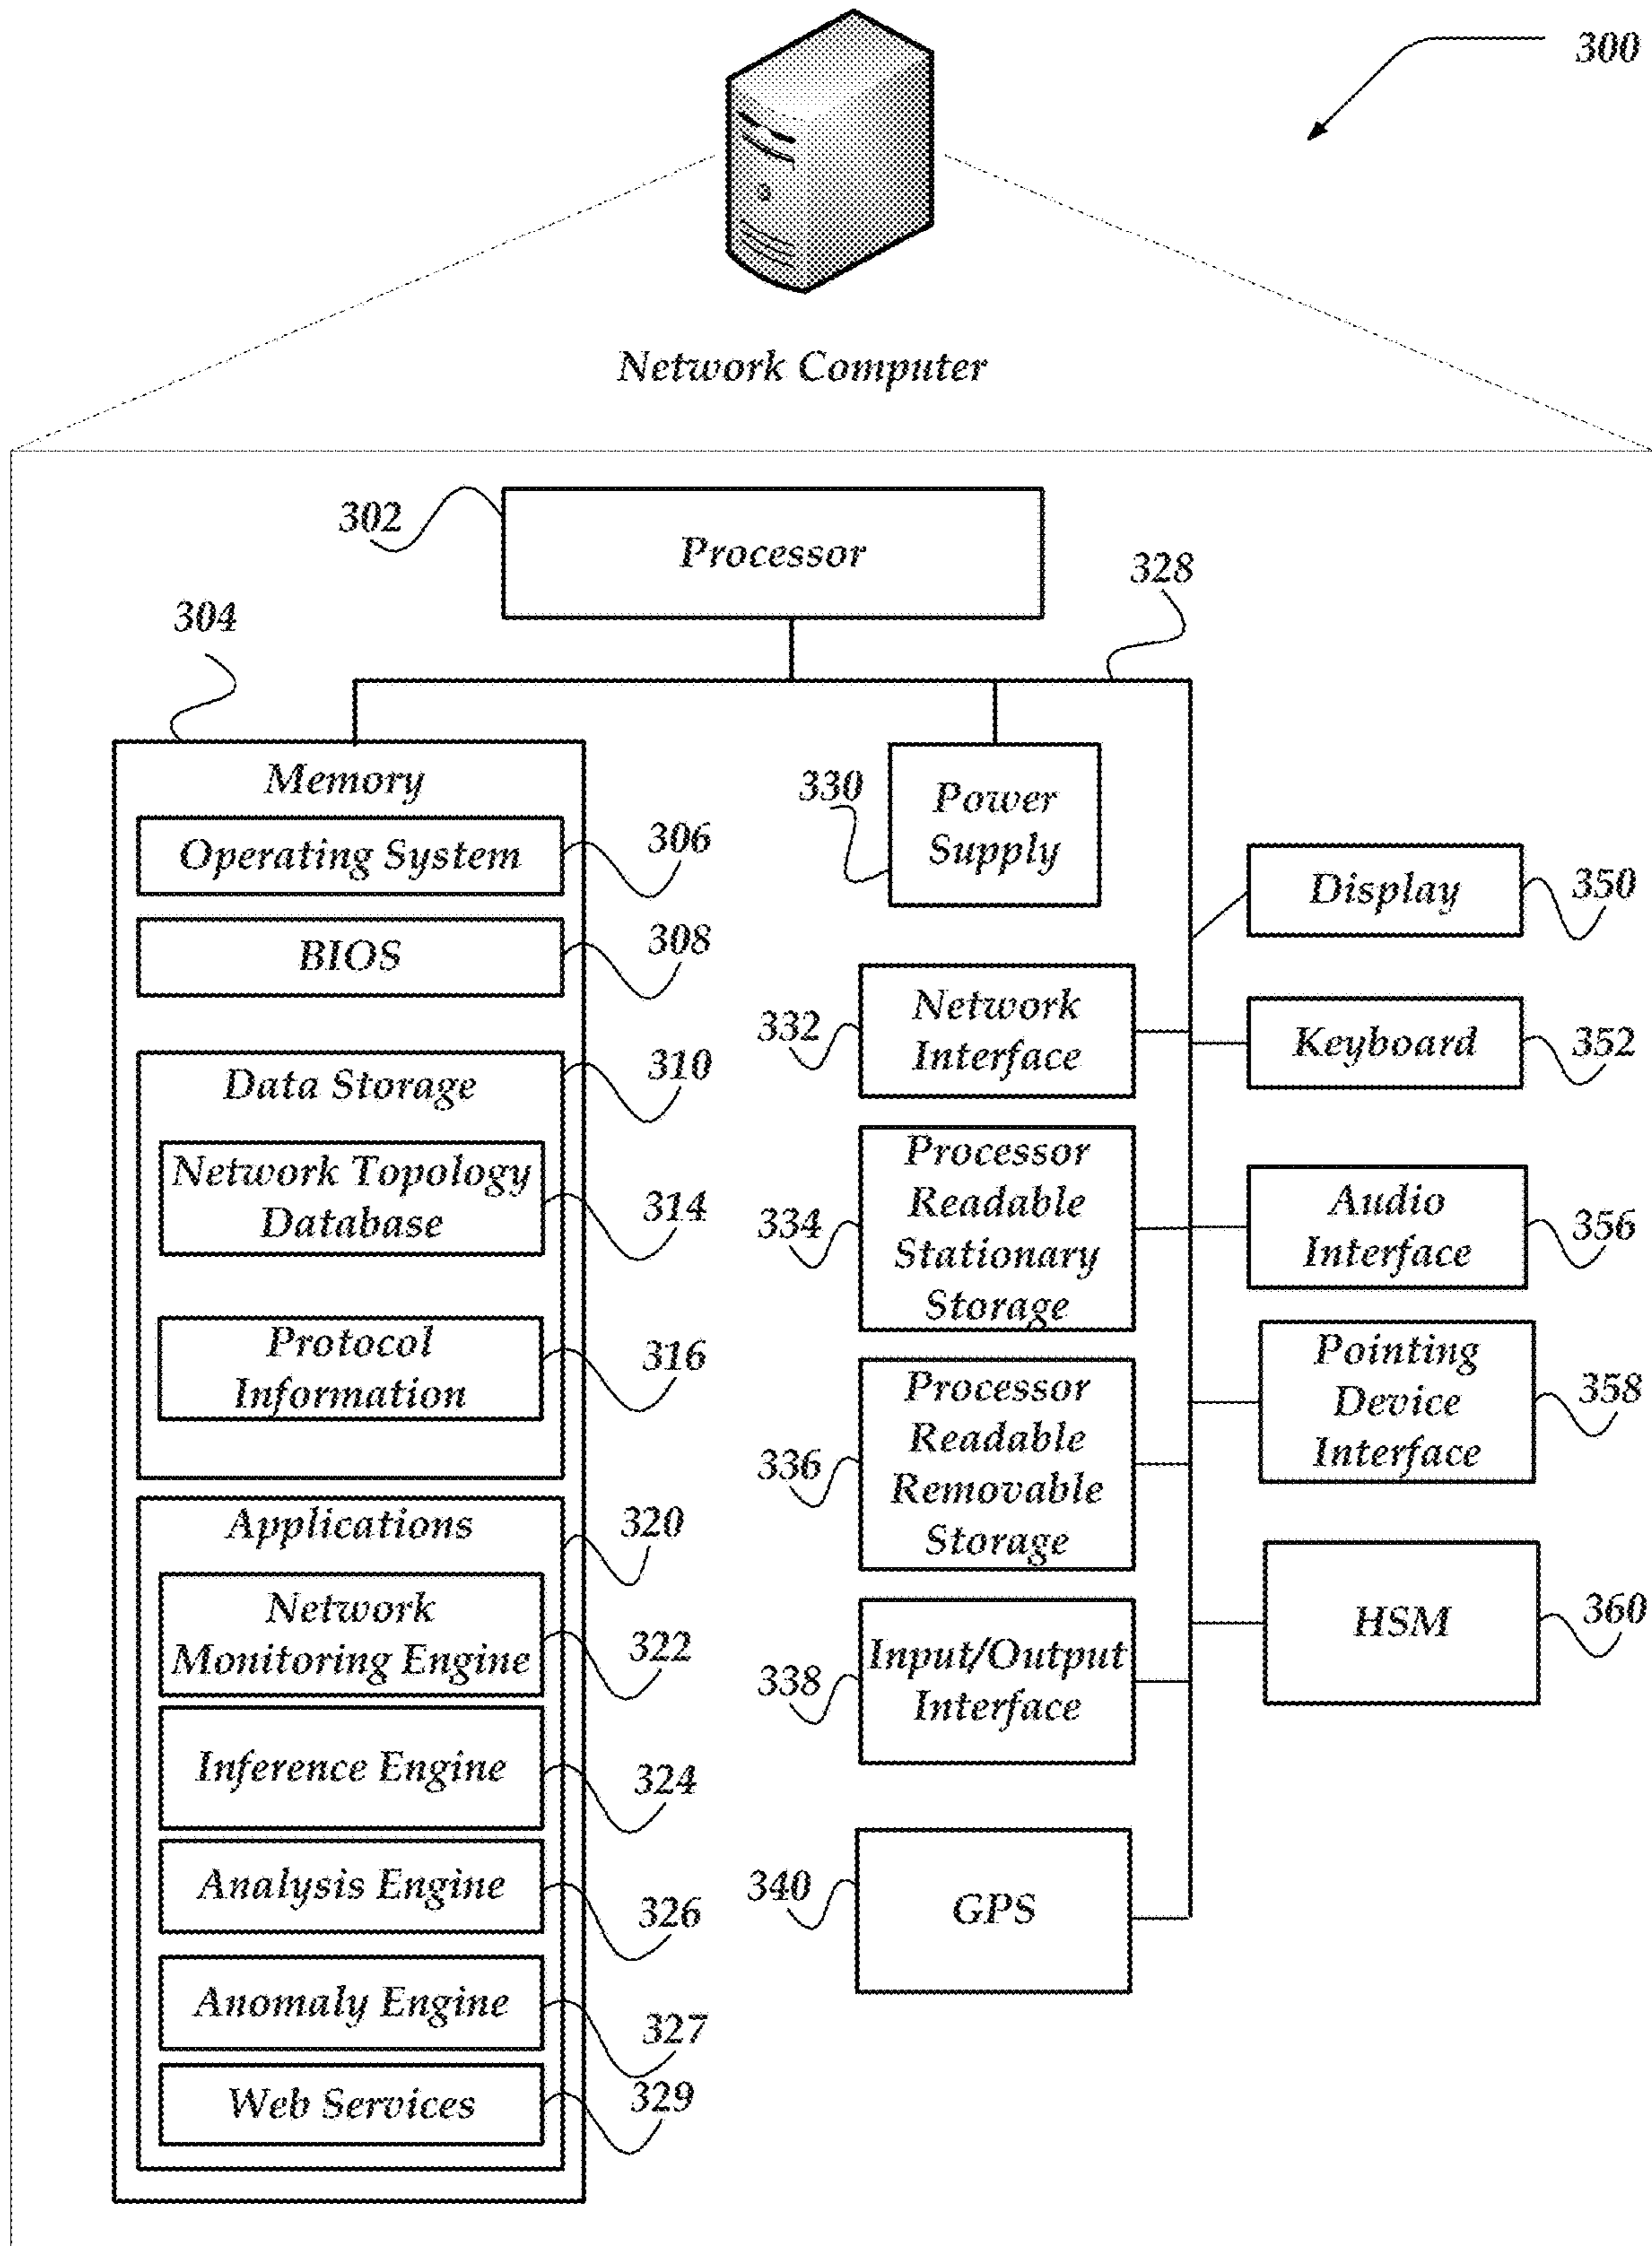 300
Network Computer
302
Processor
328
304
Memory
Operating System
306
BIOS
308
Data Storage
310
Network Topology
Database
314
Protocol
Information
316
Applications
320
Network
Monitoring Engine
322
Inference Engine
324
Analysis Engine
326
Anomaly Engine
327
Web Services
329
330
Power
Supply
332
Network
Interface
334
Processor
Readable
Stationary
Storage
336
Processor
Readable
Removable
Storage
338
Input/Output
Interface
340
GPS
Display
350
Keyboard
352
Audio
Interface
356
Pointing
Device
Interface
358
HSM
360